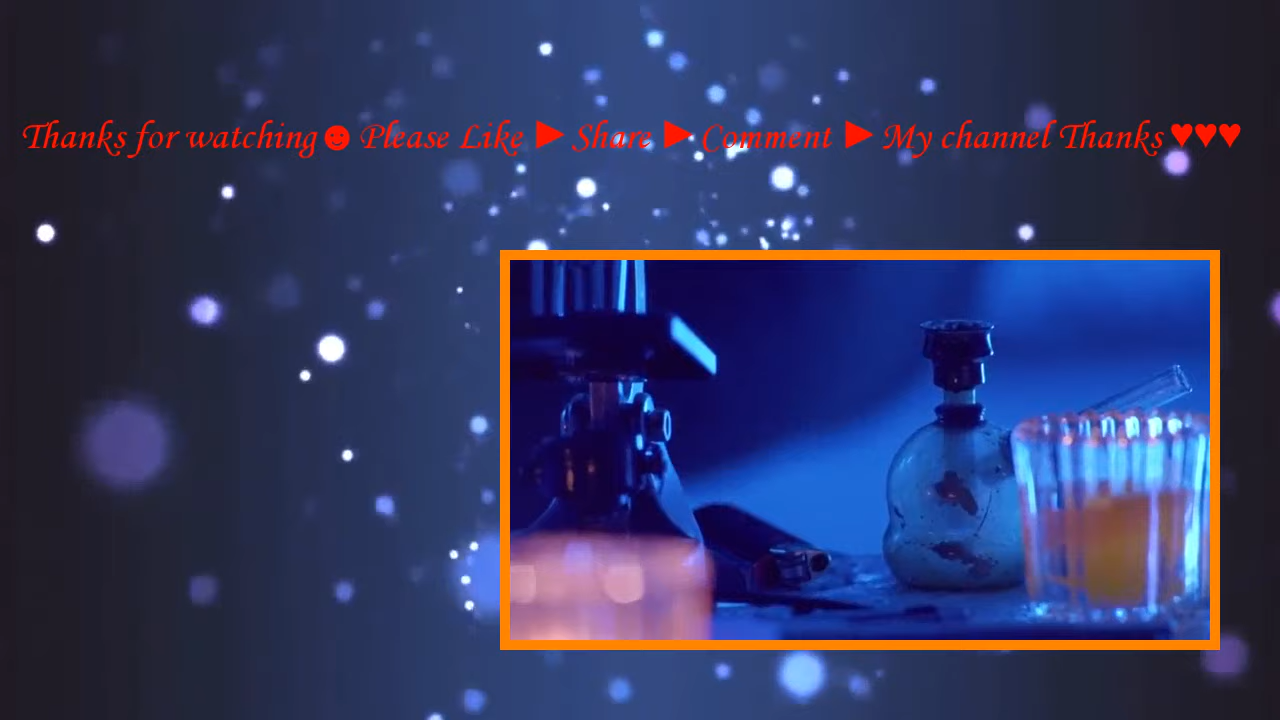 Thanks for watching☻Please Like ► Share ► Comment ► My channel Thanks ♥♥♥